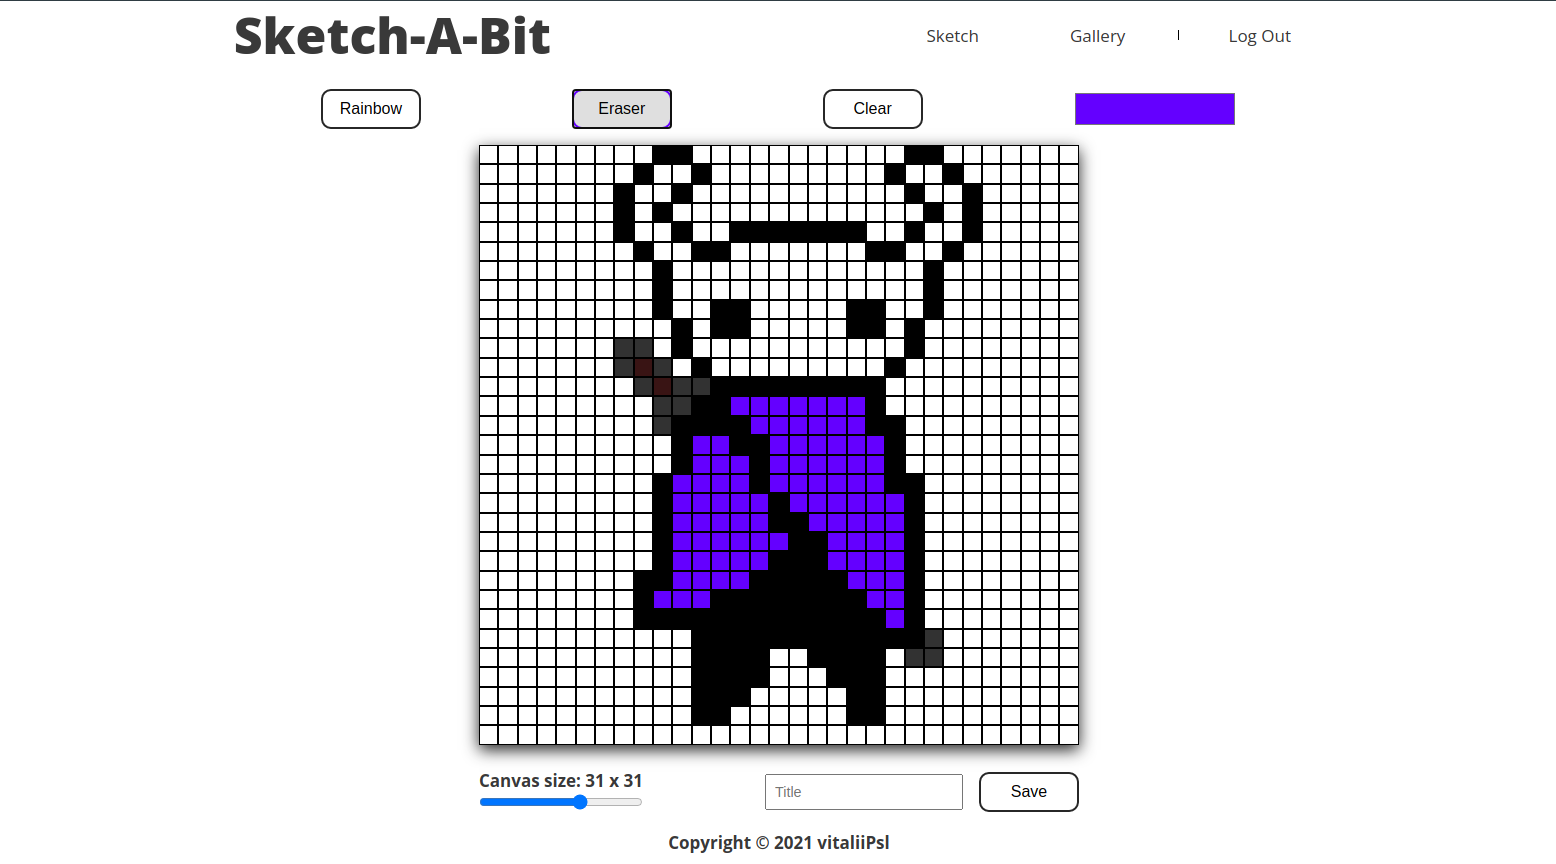 Sketch-A-Bit
Sketch
Gallery
Log Out
Rainbow
Eraser
Clear
Canvas size: 31 x 31
Title
Save
Copyright © 2021 vitaliiPsl